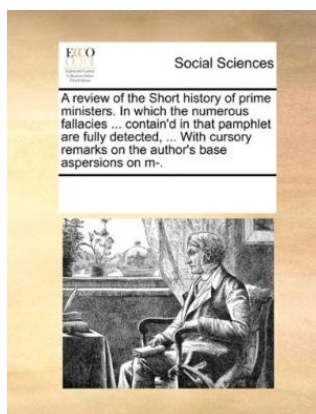 ECCO
Social Sciences
A review of the Short history of prime
ministers. In which the numerous
fallacies ... contain'd in that pamphlet
are fully detected, ... With cursory
remarks on the author's base
aspersions on m-.